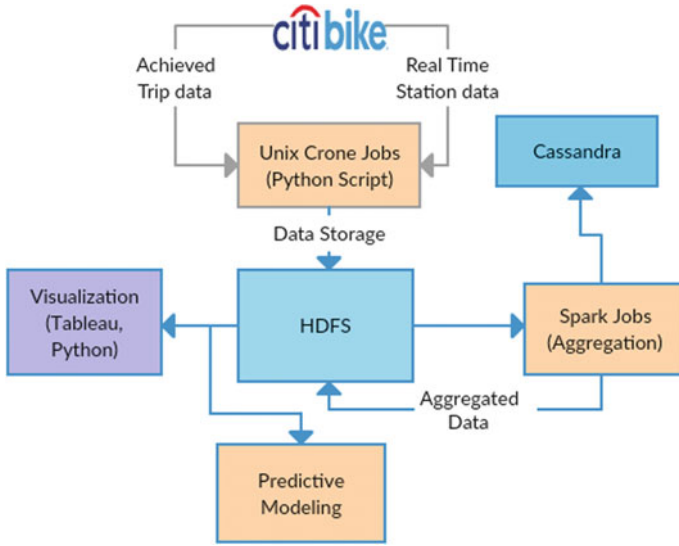 citibike
Achieved
Trip data
Real Time
Station data
Unix Crone Jobs
(Python Script)
Cassandra
Data Storage
Visualization
(Tableau,
Python)
HDFS
Spark Jobs
(Aggregation)
Aggregated
Data
Predictive
Modeling